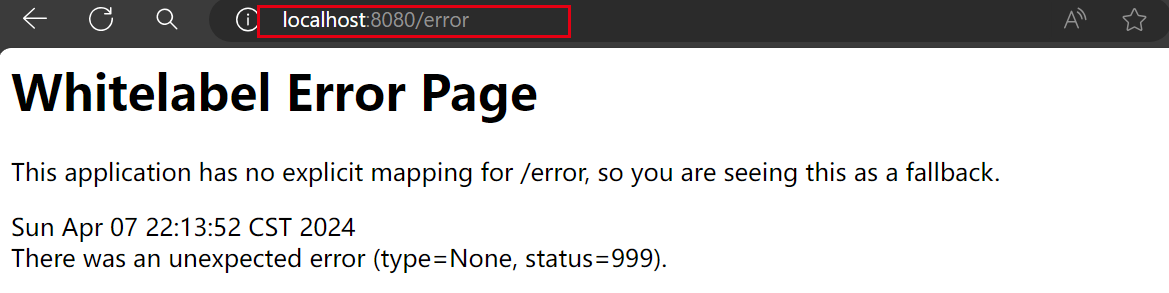 localhost:8080/error
Whitelabel Error Page
This application has no explicit mapping for /error, so you are seeing this as a fallback.
Sun Apr 07 22:13:52 CST 2024
There was an unexpected error (type=None, status=999).